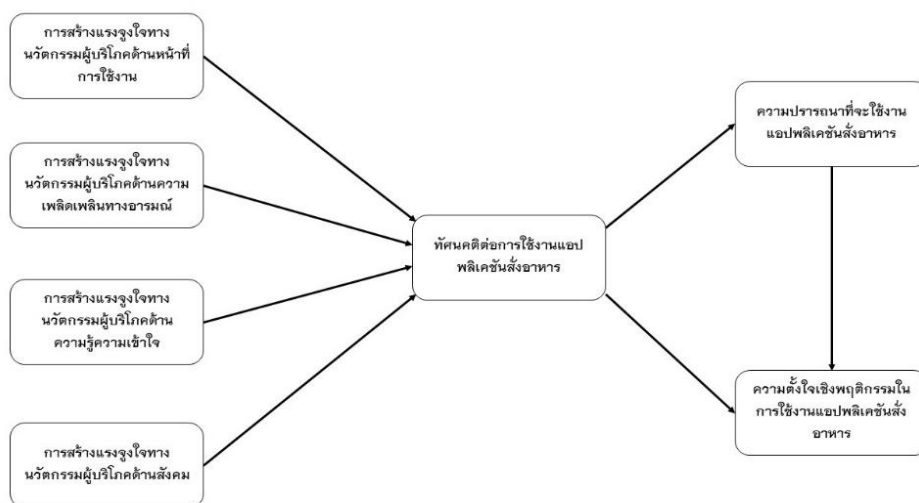 การสร้างแรงจูงใจทาง
นวัตกรรมผู้บริโภคด้านหน้าที่
การใช้งาน
การสร้างแรงจูงใจทาง
นวัตกรรมผู้บริโภคด้านความ
เพลิดเพลินทางอารมณ์
การสร้างแรงจูงใจทาง
นวัตกรรมผู้บริโภคด้าน
ความรู้ความเข้าใจ
การสร้างแรงจูงใจทาง
นวัตกรรมผู้บริโภคด้านสังคม
ทัศนคติต่อการใช้งานแอป
พลิเคชันสั่งอาหาร
ความปรารถนาที่จะใช้งาน
แอปพลิเคชันสั่งอาหาร
ความตั้งใจเชิงพฤติกรรมใน
การใช้งานแอปพลิเคชันสั่ง
อาหาร